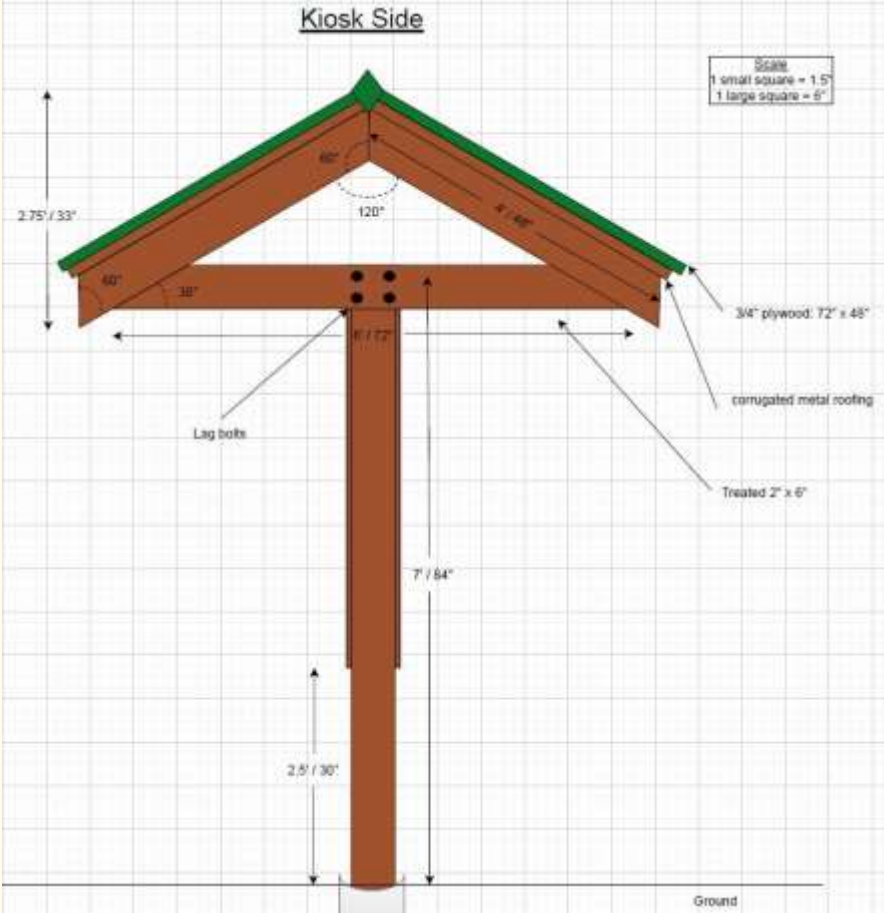 Kiosk Side
Scale
1 small square = 1.5"
1 large square = 6"
2.75' / 33"
60°
120°
4' / 48"
60°
30°
3/4" plywood: 72" x 48"
6' / 72"
corrugated metal roofing
Lag bolts
Treated 2" x 6"
7' / 84"
2.5' / 30"
Ground